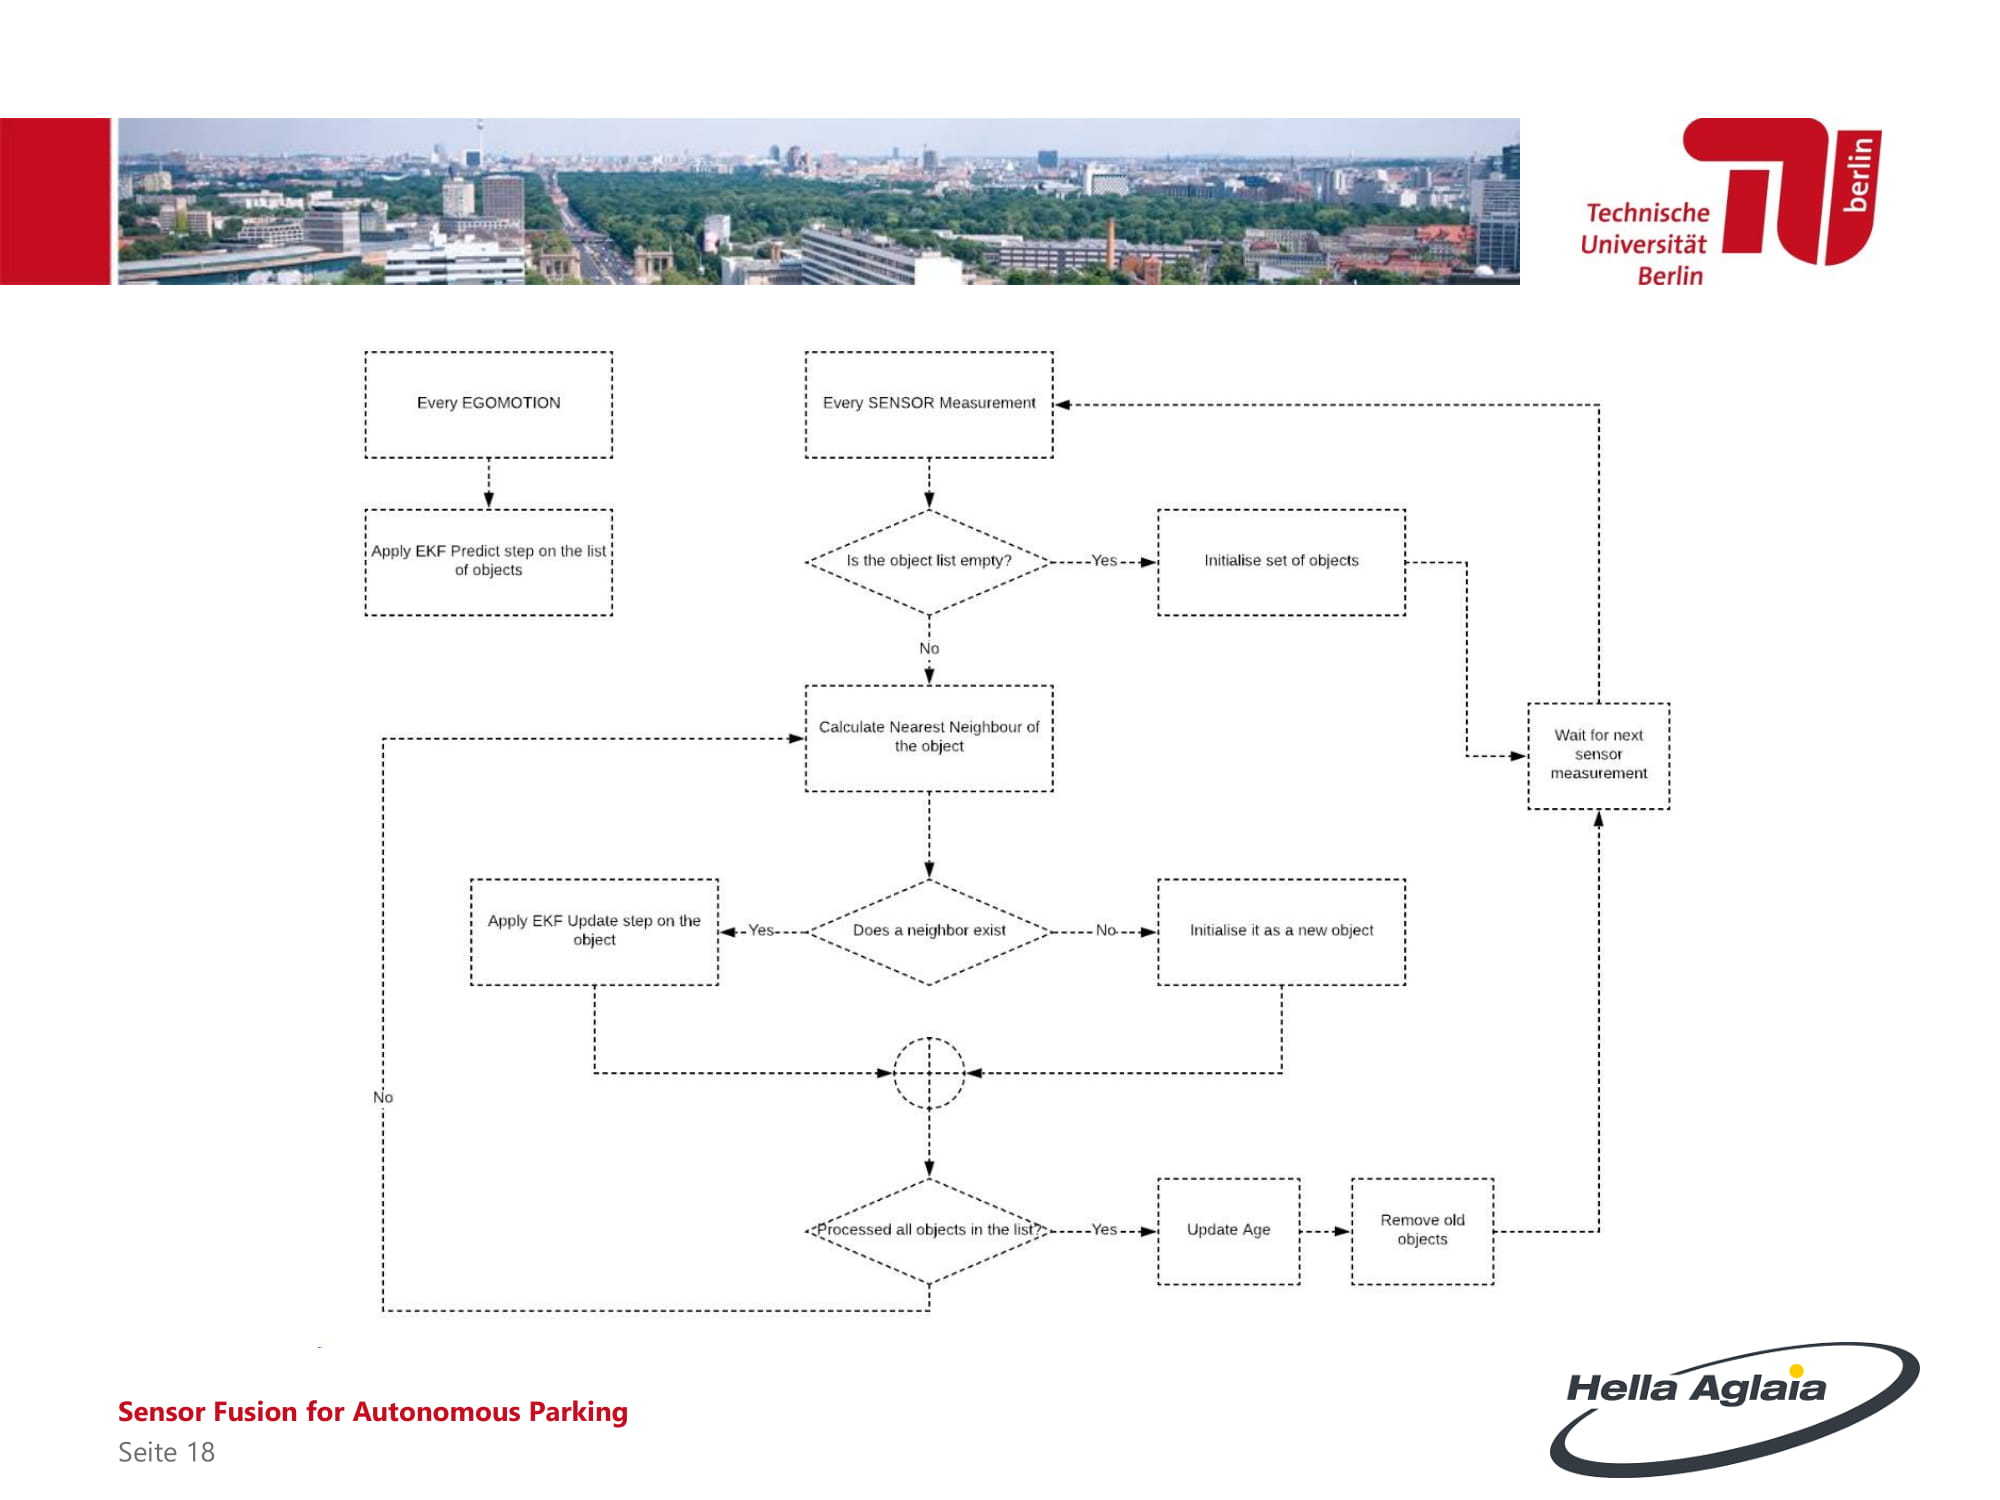 berlin
Technische
Universität
Berlin
Every EGOMOTION
Every SENSOR Measurement
Apply EKF Predict step on the list
of objects
Is the object list empty?
Yes
Initialise set of objects
No
Calculate Nearest Neighbour of
the object
Wait for next
sensor
measurement
Apply EKF Update step on the
object
Yes
Does a neighbor exist
No
Initialise it as a new object
No
Processed all objects in the list?
Yes
Update Age
Remove old
objects
Sensor Fusion for Autonomous Parking
Seite 18
Hella Aglaia